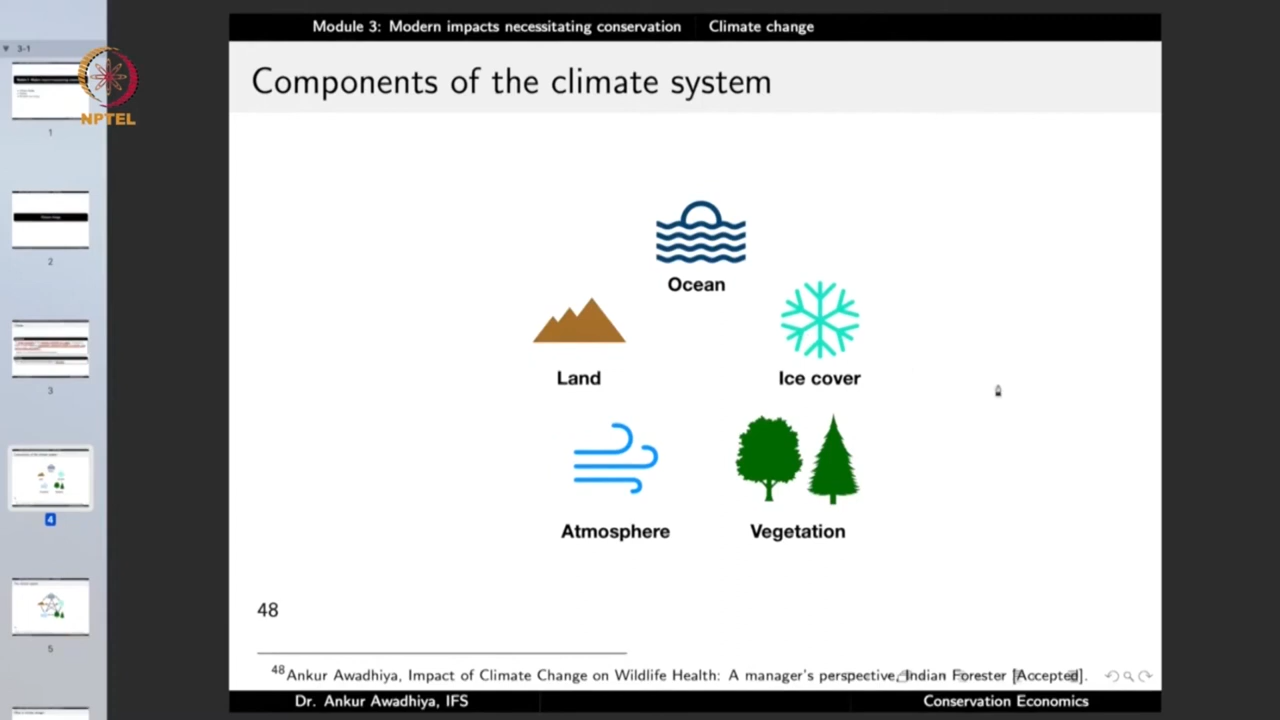 Module 3: Modern impacts necessitating conservation Climate change
3-1
NPTEL
Components of the climate system
Ocean
Land
Ice cover
Atmosphere
Vegetation
48
48 Ankur Awadhiya, Impact of Climate Change on Wildlife Health: A manager's perspective, Indian Forester [Accepted].
Dr. Ankur Awadhiya, IFS Conservation Economics
1
2
3
4
5